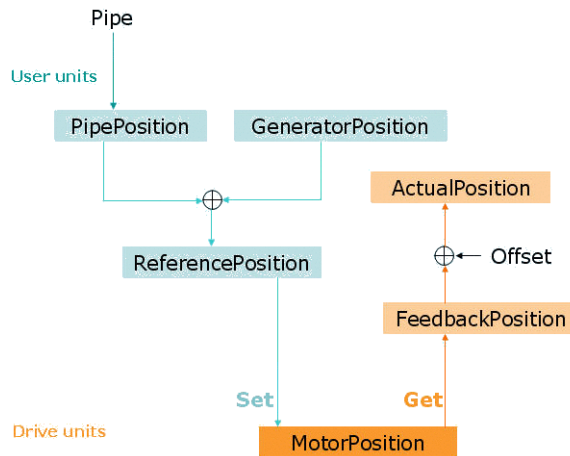 Pipe
User units
PipePosition
GeneratorPosition
ActualPosition
Offset
ReferencePosition
FeedbackPosition
Set
Get
Drive units
MotorPosition